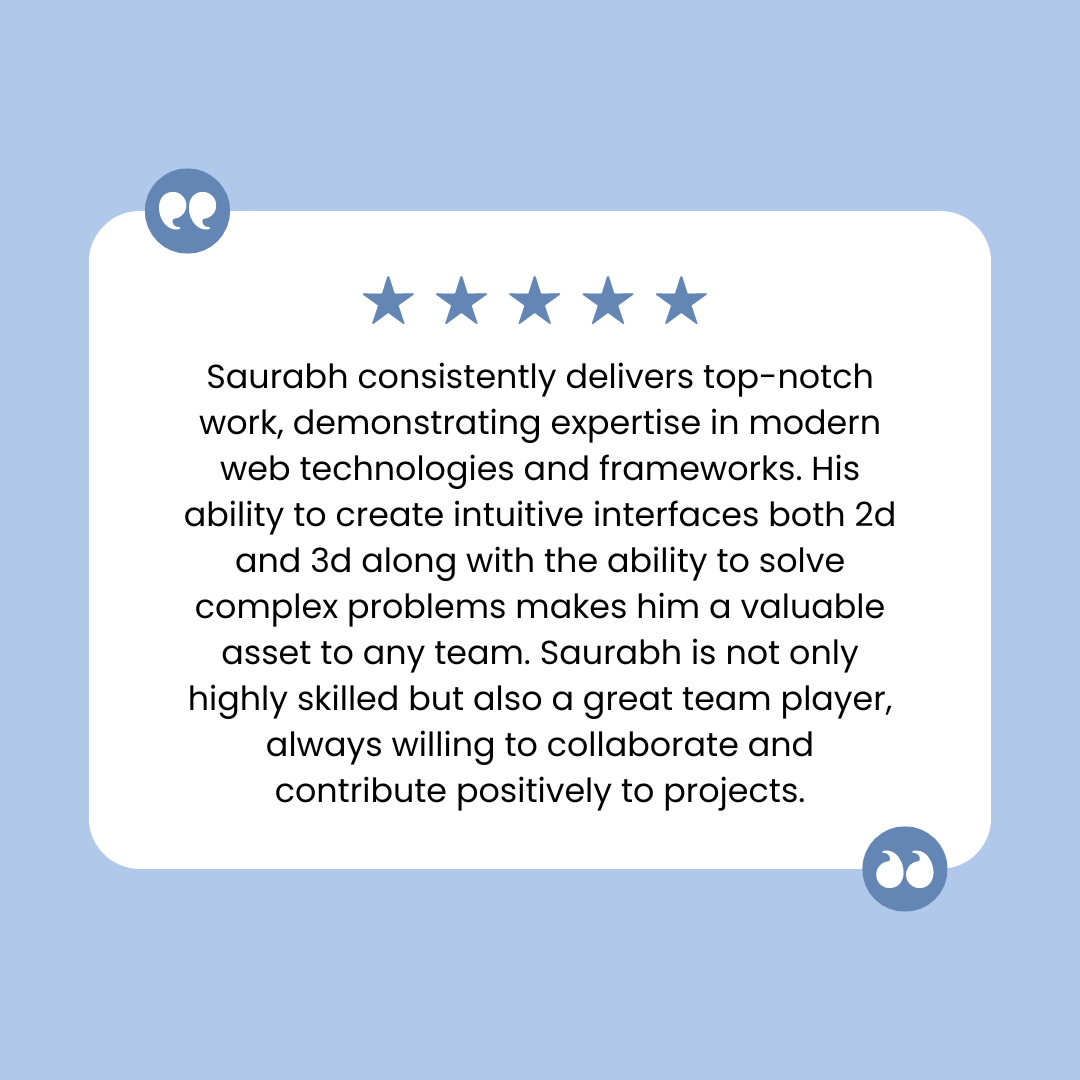 Saurabh consistently delivers top-notch
work, demonstrating expertise in modern
web technologies and frameworks. His
ability to create intuitive interfaces both 2d
and 3d along with the ability to solve
complex problems makes him a valuable
asset to any team. Saurabh is not only
highly skilled but also a great team player,
always willing to collaborate and
contribute positively to projects.